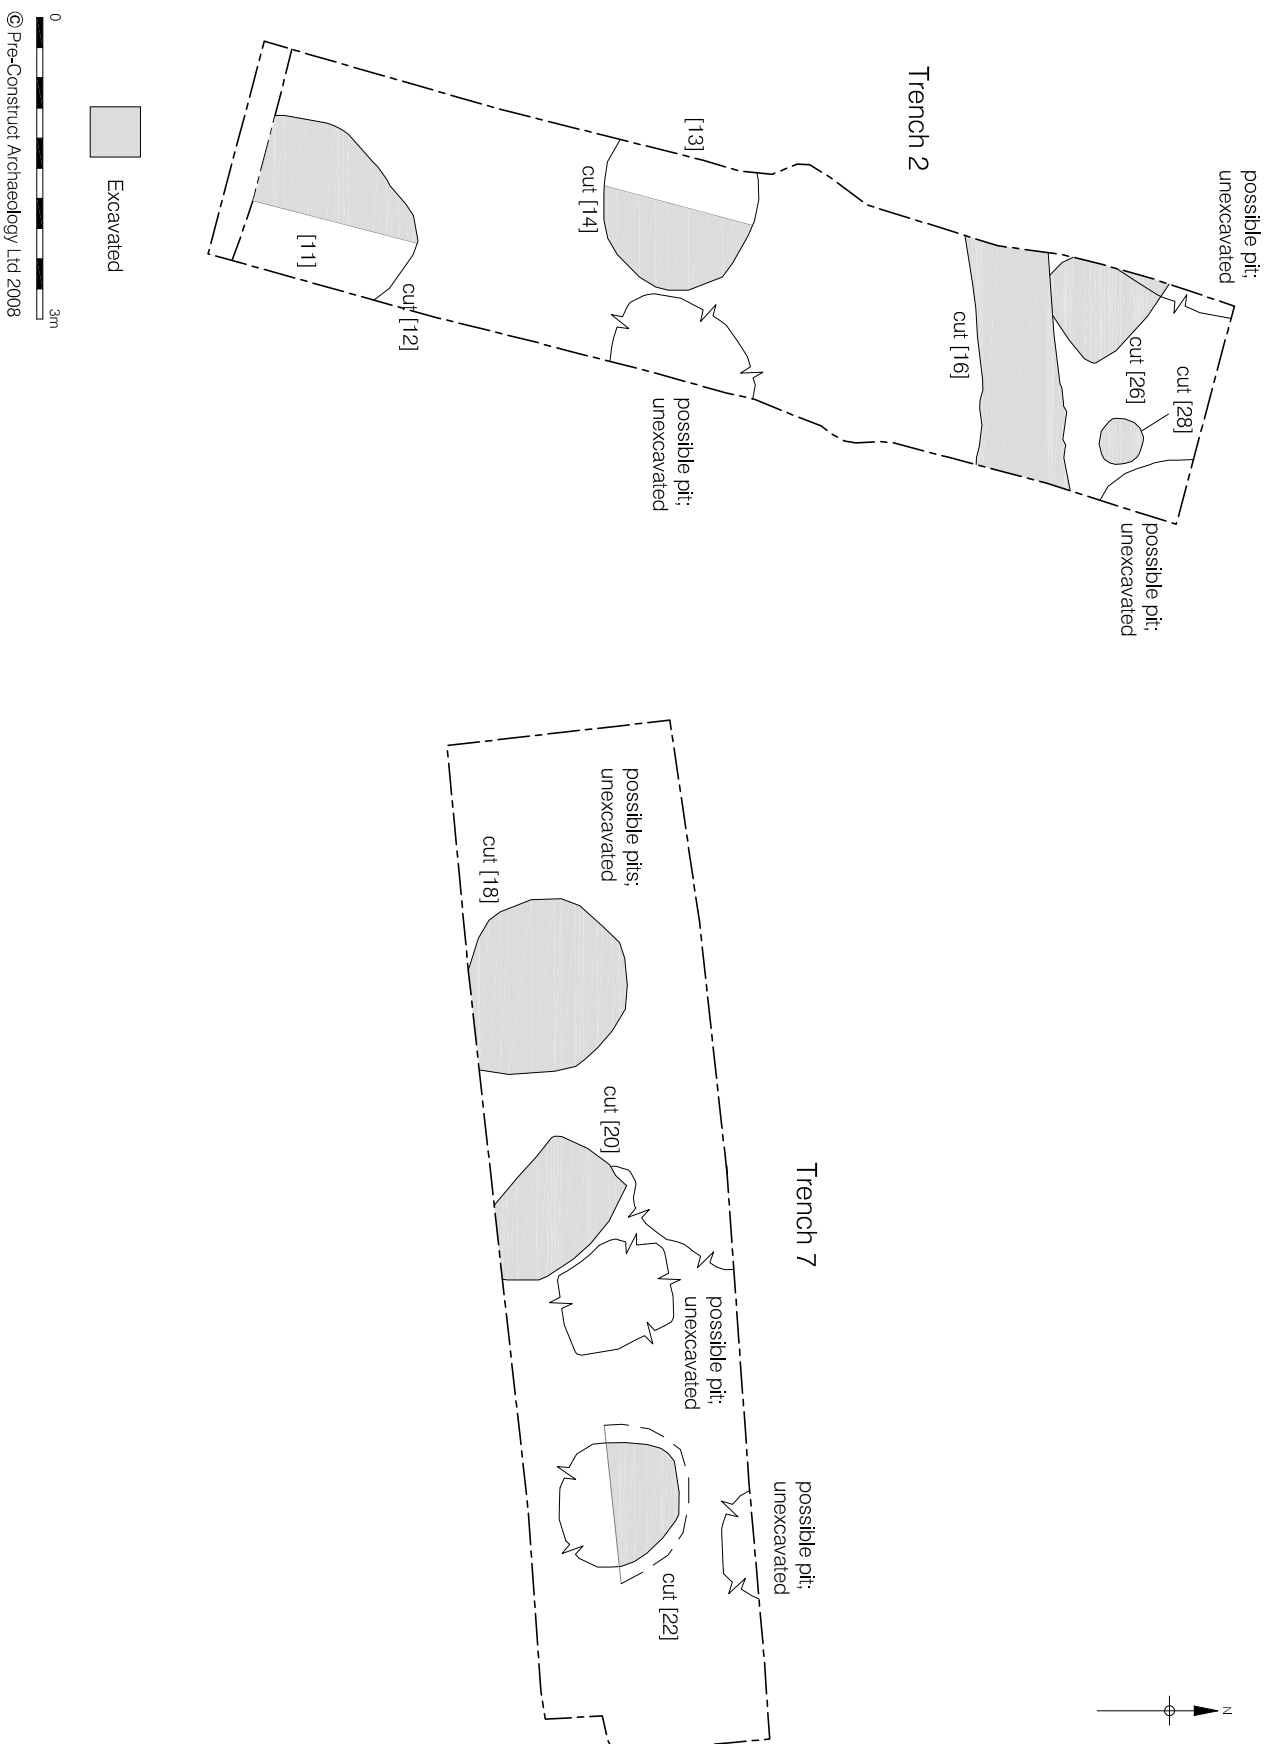 possible pit;
unexcavated
Trench 2
[13]
cut [14]
cut [26]
cut [28]
cut [16]
[11]
cut [12]
possible pit;
unexcavated
possible pit;
unexcavated
Trench 7
possible pits;
unexcavated
cut [18]
cut [20]
possible pit;
unexcavated
possible pit;
unexcavated
cut [22]
N
Excavated
0
3m
© Pre-Construct Archaeology Ltd 2008